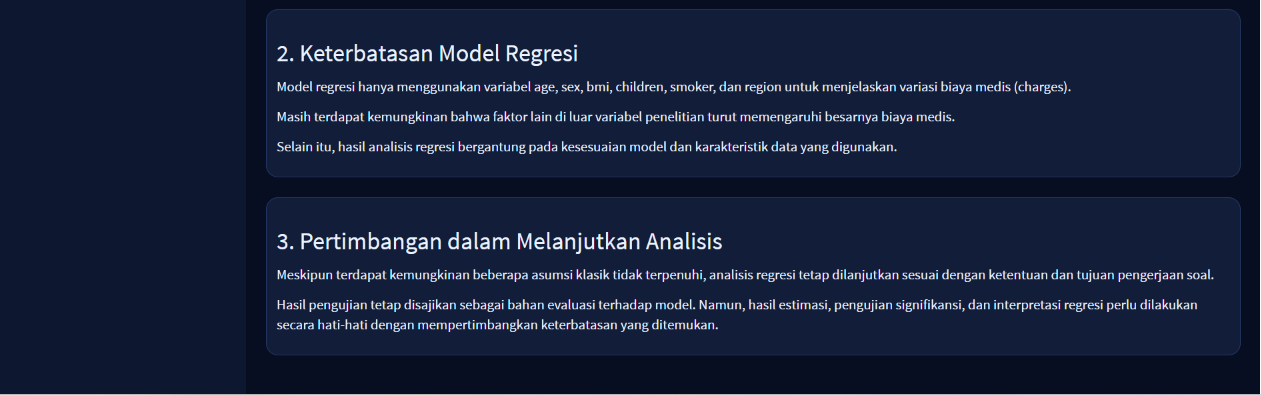 2. Keterbatasan Model Regresi
Model regresi hanya menggunakan variabel age, sex, bmi, children, smoker, dan region untuk menjelaskan variasi biaya medis (charges).
Masih terdapat kemungkinan bahwa faktor lain di luar variabel penelitian turut memengaruhi besarnya biaya medis.
Selain itu, hasil analisis regresi bergantung pada kesesuaian model dan karakteristik data yang digunakan.
3. Pertimbangan dalam Melanjutkan Analisis
Meskipun terdapat kemungkinan beberapa asumsi klasik tidak terpenuhi, analisis regresi tetap dilanjutkan sesuai dengan ketentuan dan tujuan pengerjaan soal.
Hasil pengujian tetap disajikan sebagai bahan evaluasi terhadap model. Namun, hasil estimasi, pengujian signifikansi, dan interpretasi regresi perlu dilakukan
secara hati-hati dengan mempertimbangkan keterbatasan yang ditemukan.